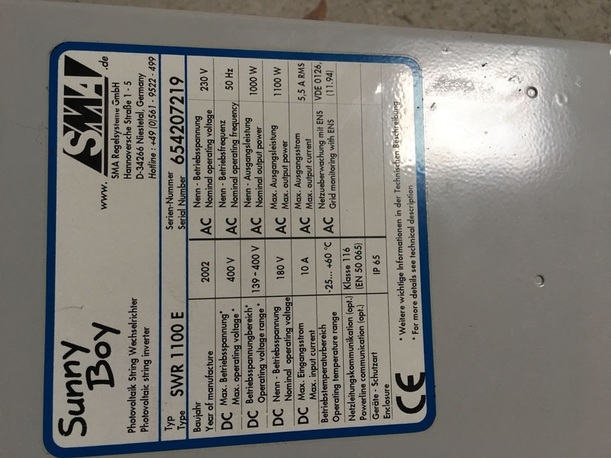 Sunny
Boy
Photovoltaik String Wechselrichter
Photovoltaic string inverter
SMA
www. .de
SMA Regelsysteme GmbH
Hannoversche Straße 1 - 5
D-34266 Niestetal, Germany
Hotline : +49 (0)561 - 9522 - 499
Typ
Type
SWR 1100 E
Serien-Nummer
Serial Number
654207219
Baujahr
Year of manufacture
2002
AC Nenn - Betriebsspannung
Nominal operating voltage
230 V
DC Max. Betriebsspannung*
Max. operating voltage *
400 V
AC Nenn - Betriebsfrequenz
Nominal operating frequency
50 Hz
DC Betriebsspannungbereich*
Operating voltage range *
139 - 400 V
AC Nenn - Ausgangsleistung
Nominal output power
1000 W
DC Nenn - Betriebsspannung
Nominal operating voltage
180 V
AC Max. Ausgangsleistung
Max. output power
1100 W
DC Max. Eingangsstrom
Max. input current
10 A
AC Max. Ausgangsstrom
Max. output current
5,5 A RMS
Betriebstemperaturbereich
Operating temperature range
-25... +60 °C
AC Netzueberwachung mit ENS
Grid monitoring with ENS
VDE 0126,
(11.94)
Netzleitungskommunikation (opt.)
Powerline communication (opt.)
Klasse 116
(EN 50 065)
Geräte - Schutzart
Enclosure
IP 65
CE
* Weitere wichtige Informationen in der Technischen Beschreibung
* For more details see technical description